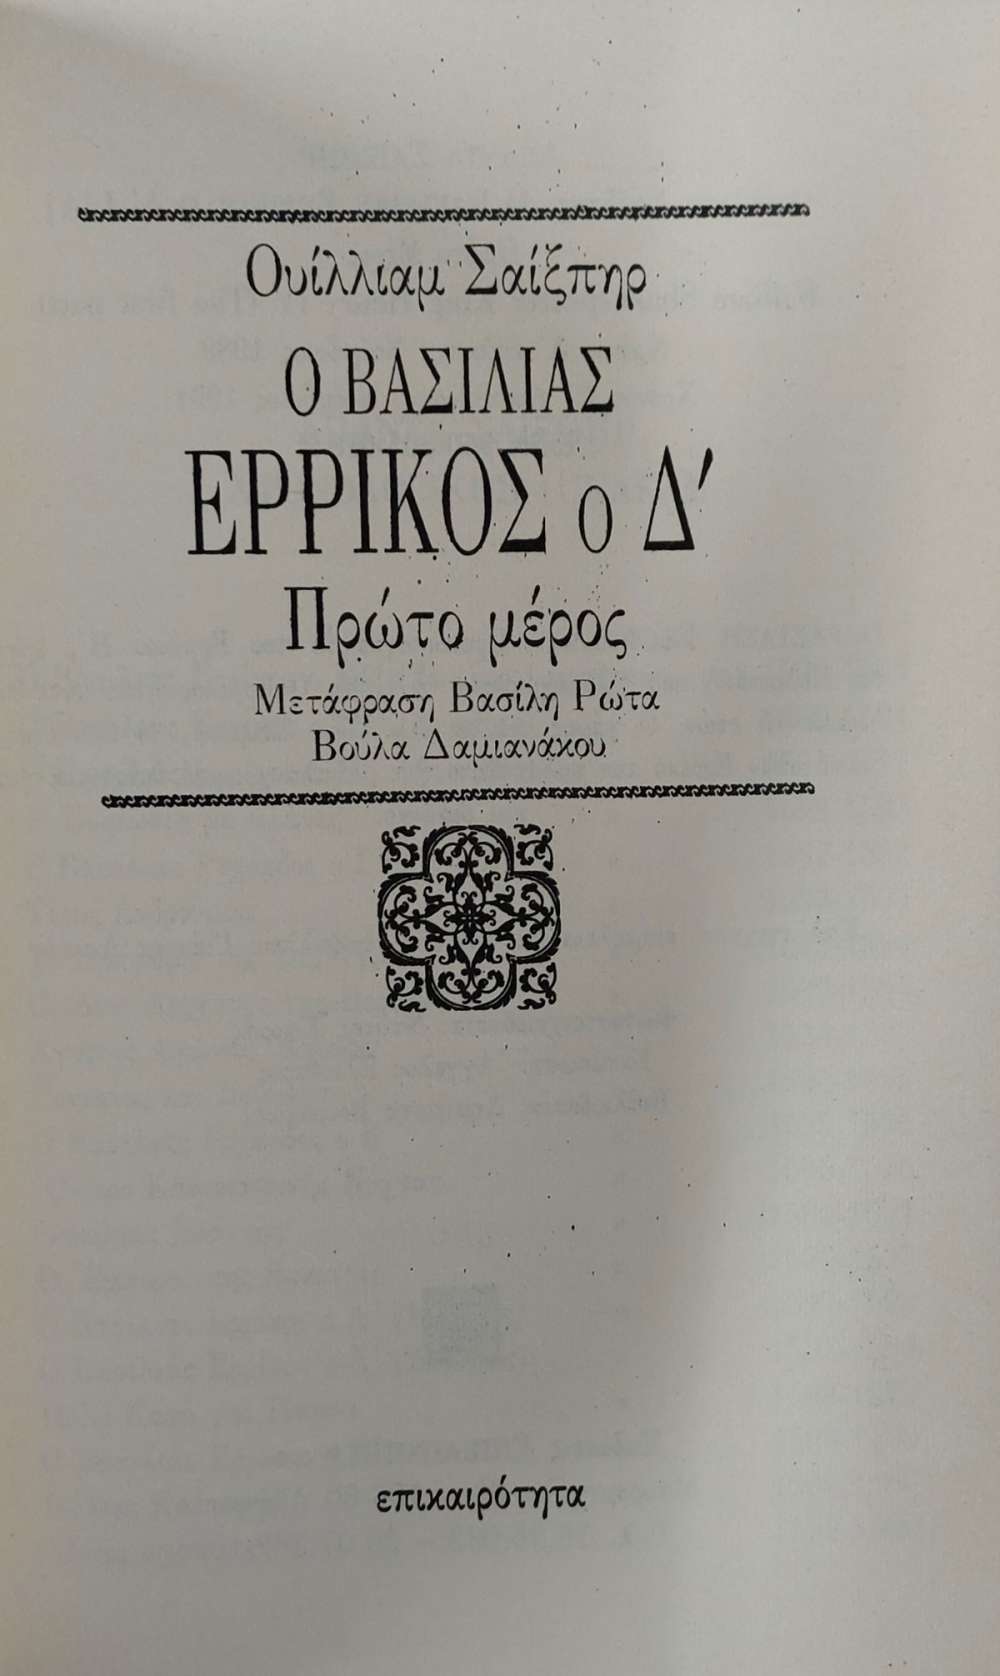 Ουίλλιαμ Σαίξπηρ
Ο ΒΑΣΙΛΙΑΣ
ΕΡΡΙΚΟΣ ο Δ'
Πρώτο μέρος
Μετάφραση Βασίλη Ρώτα
Βούλα Δαμιανάκου
επικαιρότητα